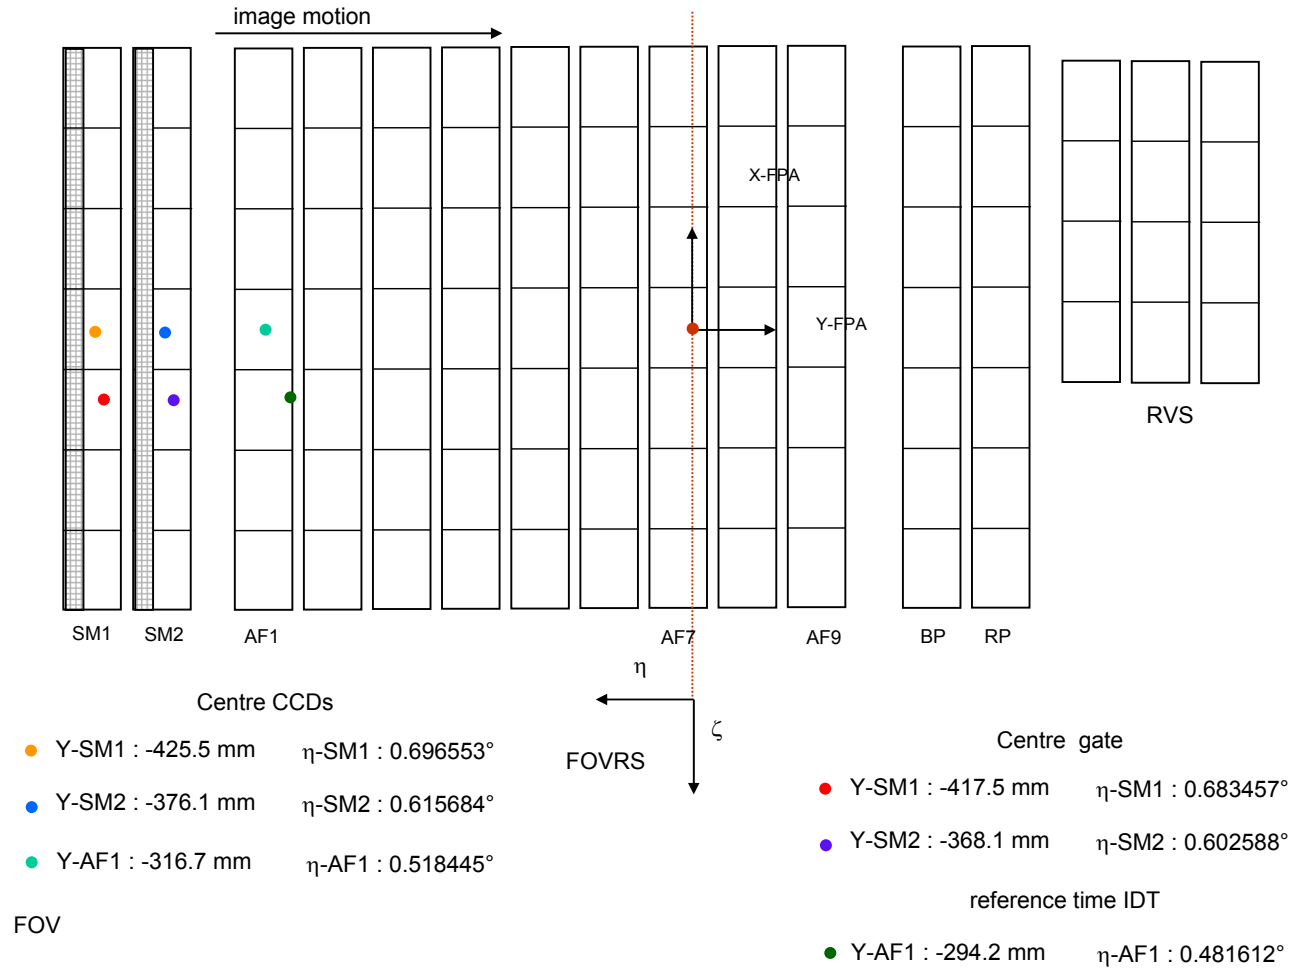 image motion
X-FPA
Y-FPA
RVS
SM1 SM2 AF1 AF7 AF9 BP RP
η
ζ
FOVRS
Centre CCDs
Y-SM1 : -425.5 mm η-SM1 : 0.696553°
Y-SM2 : -376.1 mm η-SM2 : 0.615684°
Y-AF1 : -316.7 mm η-AF1 : 0.518445°
FOV
Centre gate
Y-SM1 : -417.5 mm η-SM1 : 0.683457°
Y-SM2 : -368.1 mm η-SM2 : 0.602588°
reference time IDT
Y-AF1 : -294.2 mm η-AF1 : 0.481612°